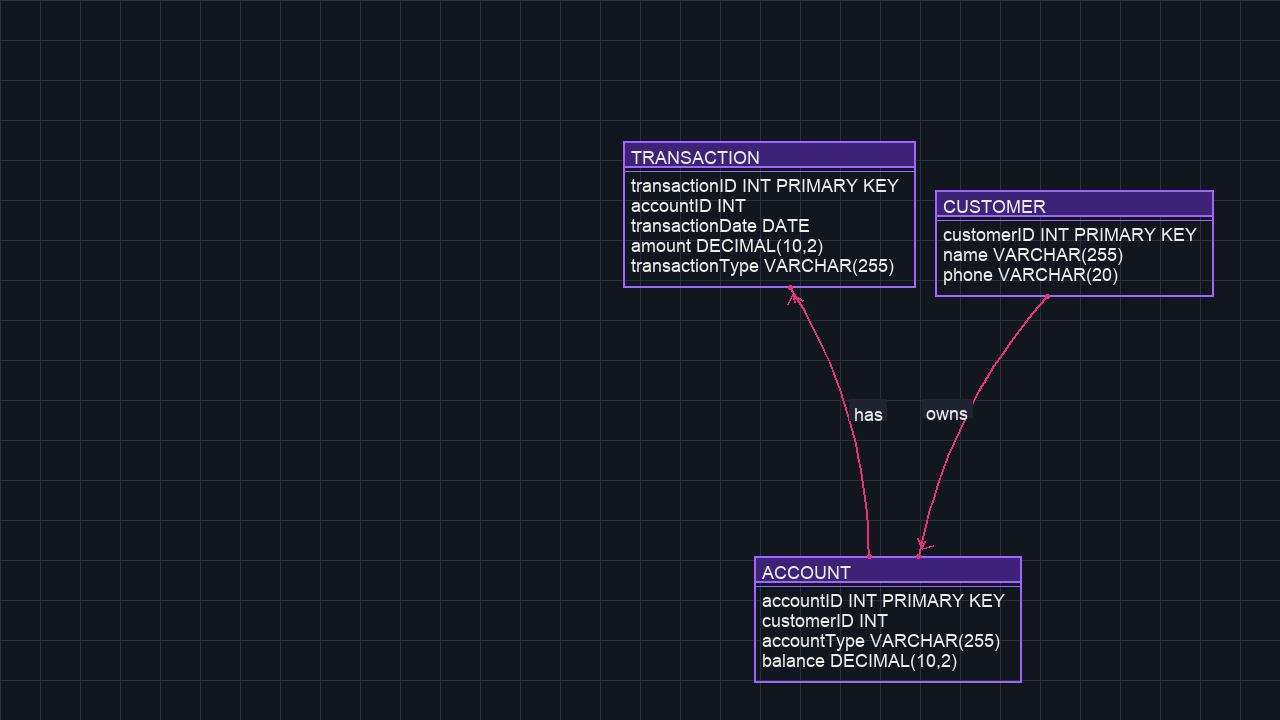 TRANSACTION
transactionID INT PRIMARY KEY
accountID INT
transactionDate DATE
amount DECIMAL(10,2)
transactionType VARCHAR(255)
CUSTOMER
customerID INT PRIMARY KEY
name VARCHAR(255)
phone VARCHAR(20)
has
owns
ACCOUNT
accountID INT PRIMARY KEY
customerID INT
accountType VARCHAR(255)
balance DECIMAL(10,2)